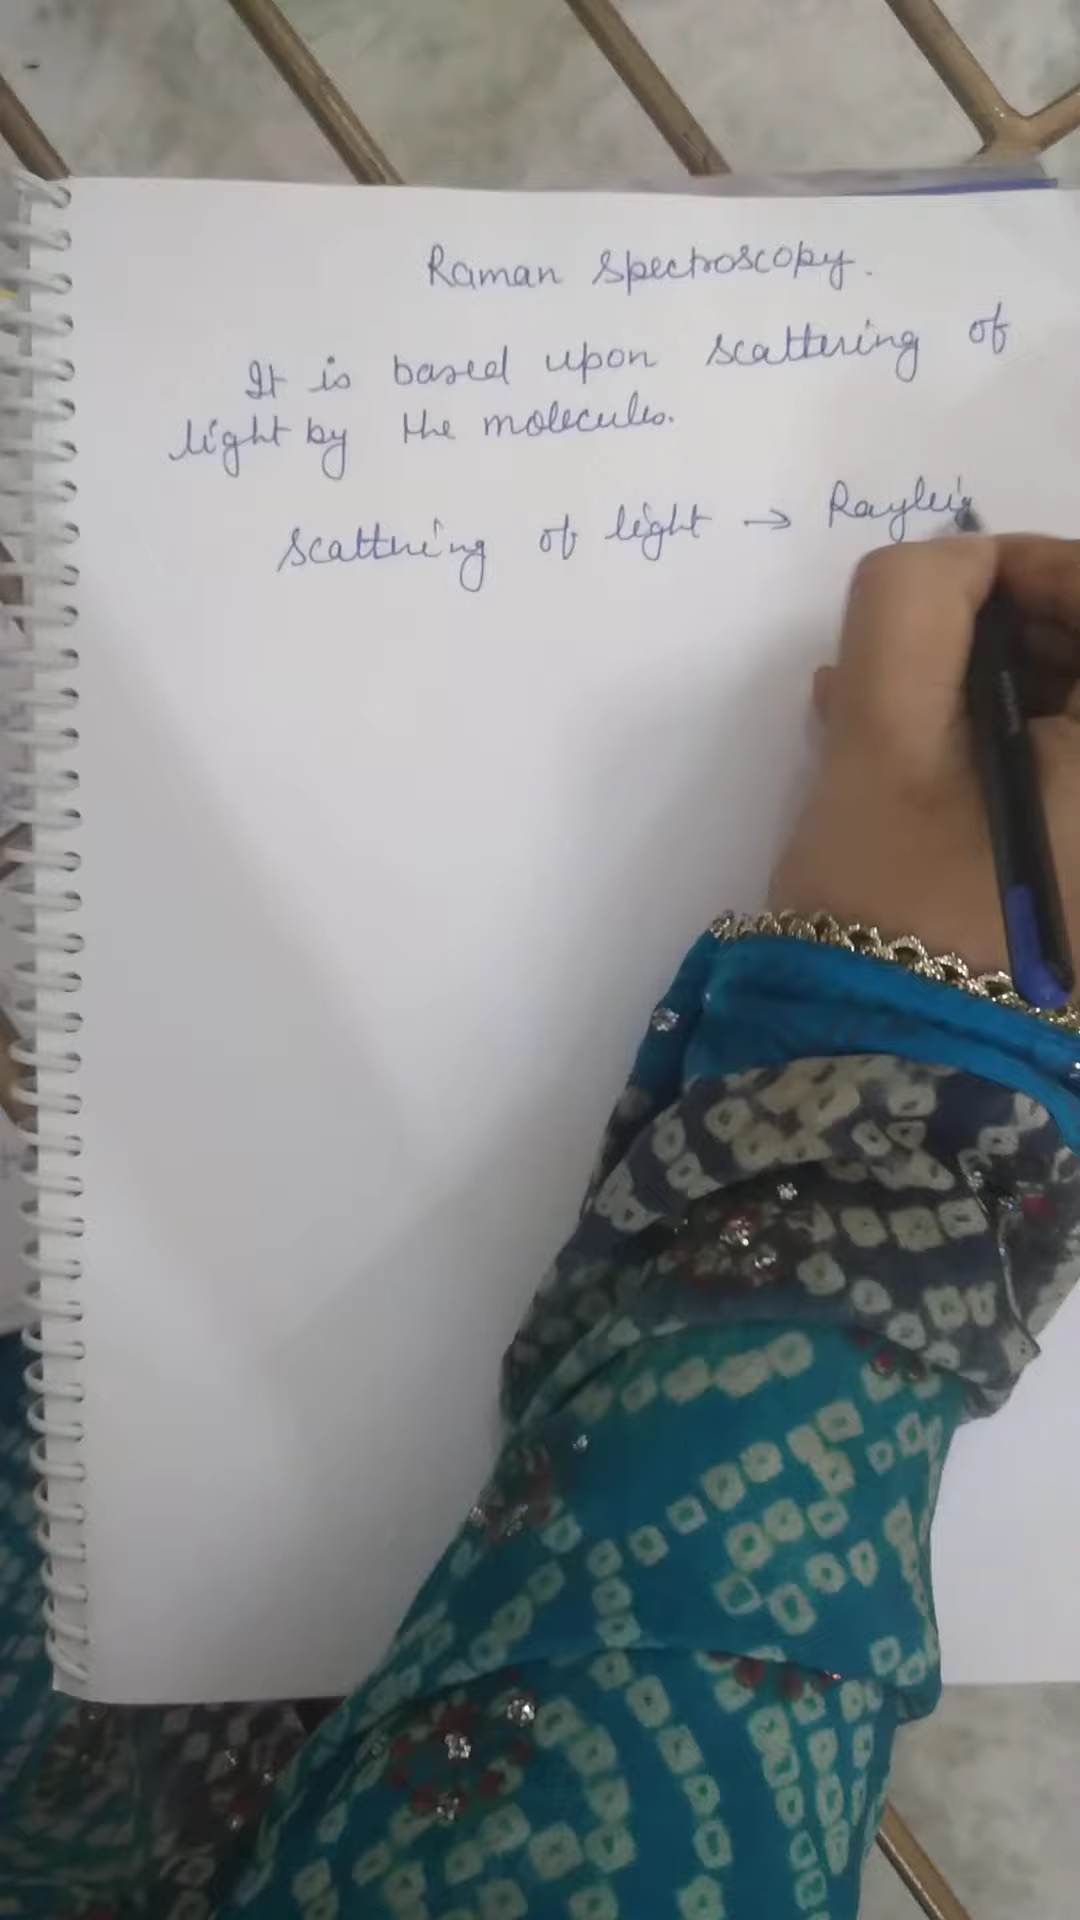 Raman Spectroscopy.
It is based upon scattering of
light by the molecules.
scattering of light → Rayleig